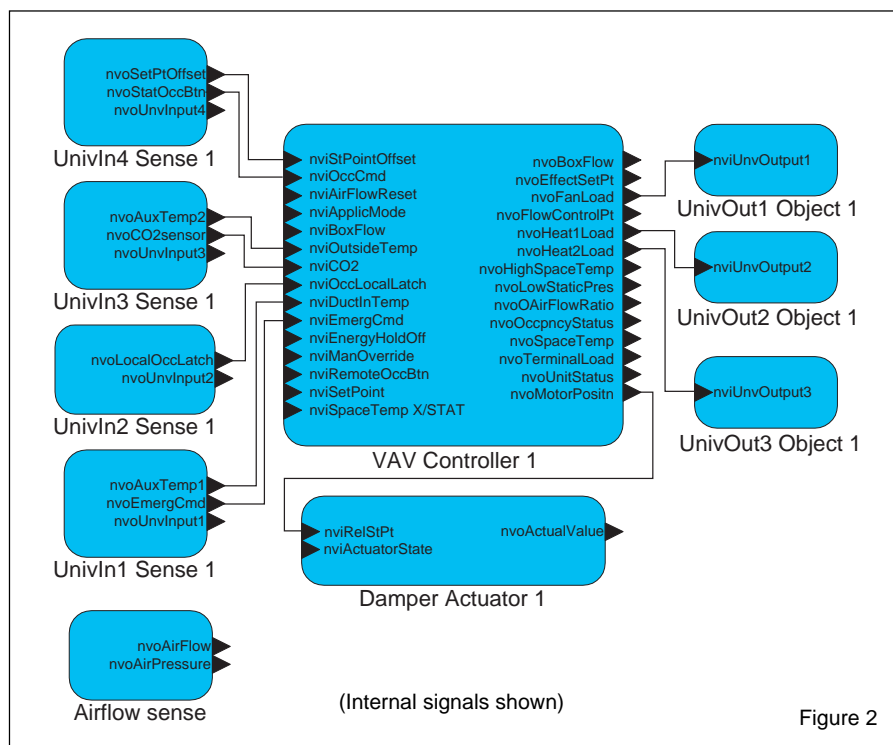 nvoSetPtOffset
nvoStatOccBtn
nvoUnvInput4
UnivIn4 Sense 1
nvoAuxTemp2
nvoCO2sensor
nvoUnvInput3
UnivIn3 Sense 1
nvoLocalOccLatch
nvoUnvInput2
UnivIn2 Sense 1
nvoAuxTemp1
nvoEmergCmd
nvoUnvInput1
UnivIn1 Sense 1
nvoAirFlow
nvoAirPressure
Airflow sense
nviStPointOffset
nviOccCmd
nviAirFlowReset
nviApplicMode
nviBoxFlow
nviOutsideTemp
nviCO2
nviOccLocalLatch
nviDuctInTemp
nviEmergCmd
nviEnergyHoldOff
nviManOverride
nviRemoteOccBtn
nviSetPoint
nviSpaceTemp X/STAT
nvoBoxFlow
nvoEffectSetPt
nvoFanLoad
nvoFlowControlPt
nvoHeat1Load
nvoHeat2Load
nvoHighSpaceTemp
nvoLowStaticPres
nvoOAirFlowRatio
nvoOccpncyStatus
nvoSpaceTemp
nvoTerminalLoad
nvoUnitStatus
nvoMotorPositn
VAV Controller 1
nviRelStPt
nviActuatorState
nvoActualValue
Damper Actuator 1
nviUnvOutput1
UnivOut1 Object 1
nviUnvOutput2
UnivOut2 Object 1
nviUnvOutput3
UnivOut3 Object 1
(Internal signals shown)
Figure 2